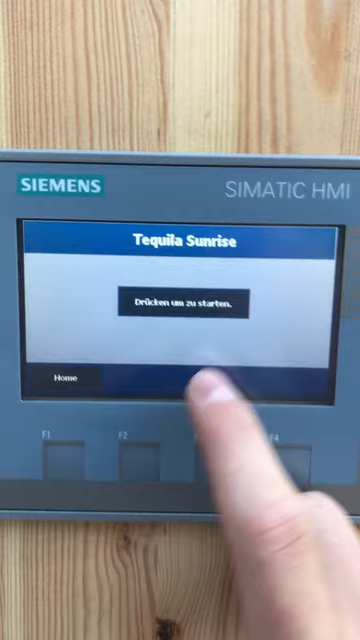 SIEMENS
SIMATIC HMI
Tequila Sunrise
Drücken um zu starten.
Home
F1
F2
F4